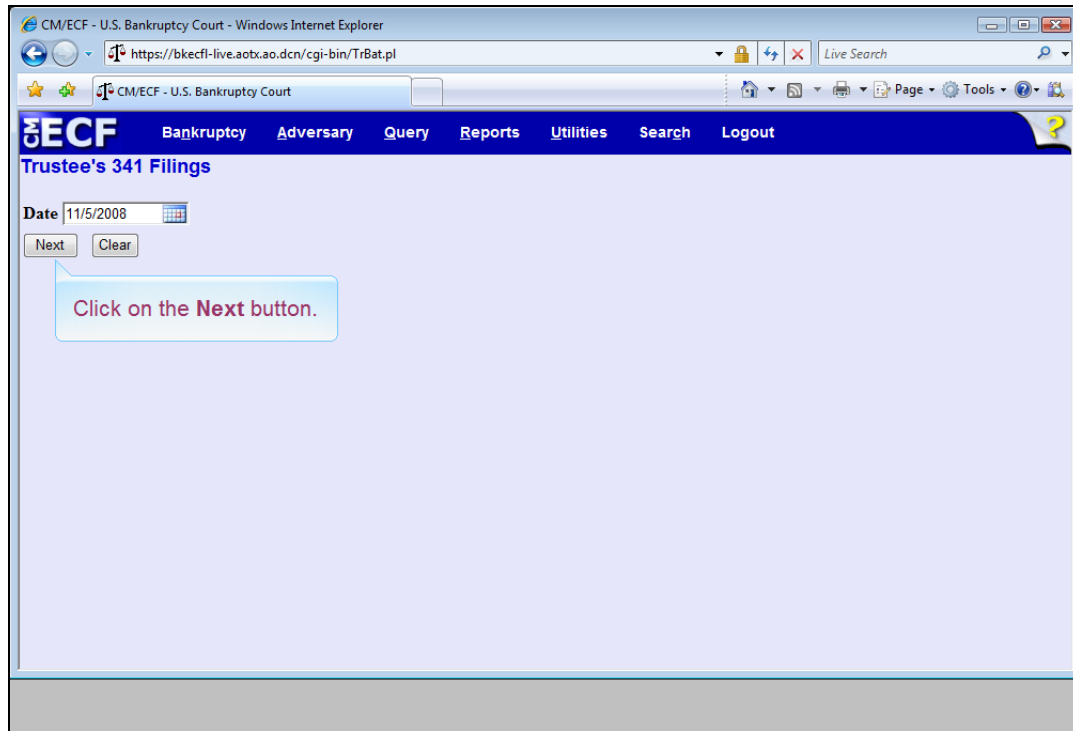 CM/ECF - U.S. Bankruptcy Court - Windows Internet Explorer
https://bkecfl-live.aotx.ao.dcn/cgi-bin/TrBat.pl
Live Search
CM/ECF - U.S. Bankruptcy Court
Page
Tools
CM ECF Bankruptcy Adversary Query Reports Utilities Search Logout ?
Trustee's 341 Filings
Date 11/5/2008
Next Clear
Click on the Next button.